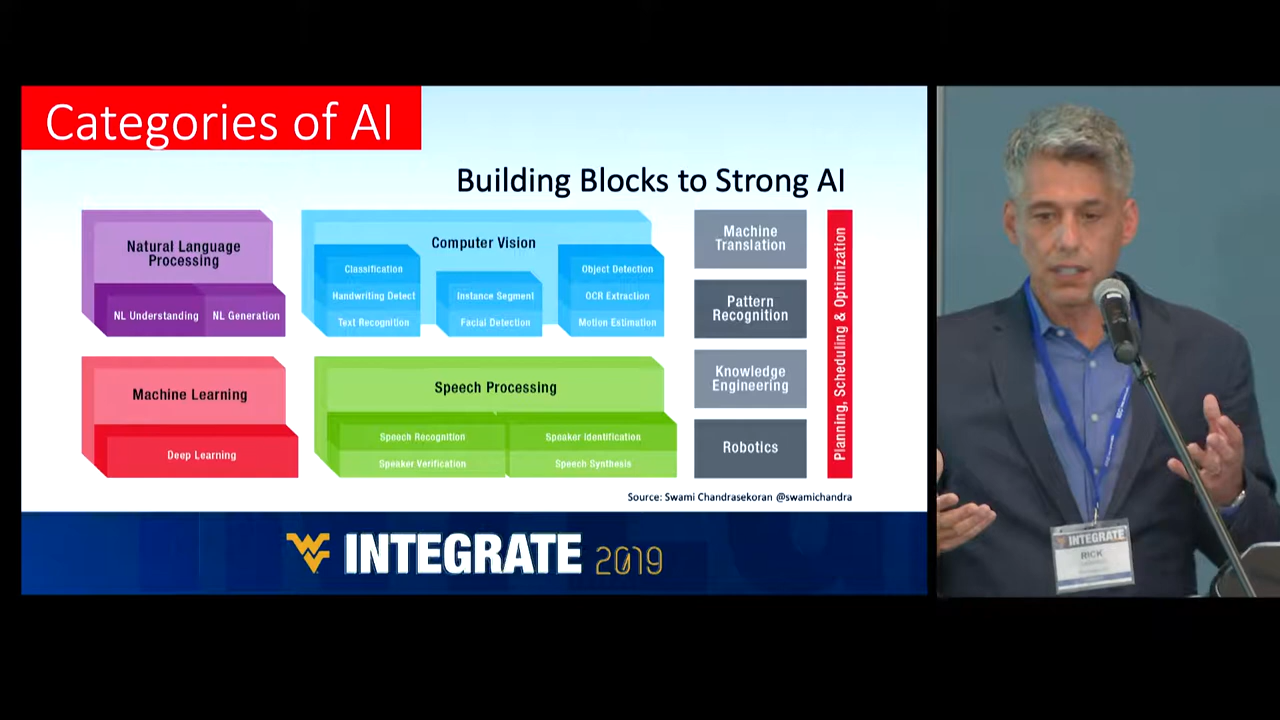 Categories of AI
Building Blocks to Strong AI
Natural Language
Processing
NL Understanding
NL Generation
Computer Vision
Classification
Handwriting Detect
Text Recognition
Instance Segment
Facial Detection
Object Detection
OCR Extraction
Motion Estimation
Machine
Translation
Pattern
Recognition
Knowledge
Engineering
Robotics
Planning, Scheduling & Optimization
Machine Learning
Deep Learning
Speech Processing
Speech Recognition
Speaker Identification
Speaker Verification
Speech Synthesis
Source: Swami Chandrasekoran @swamichandra
WV INTEGRATE 2019
INTEGRATE
RICK